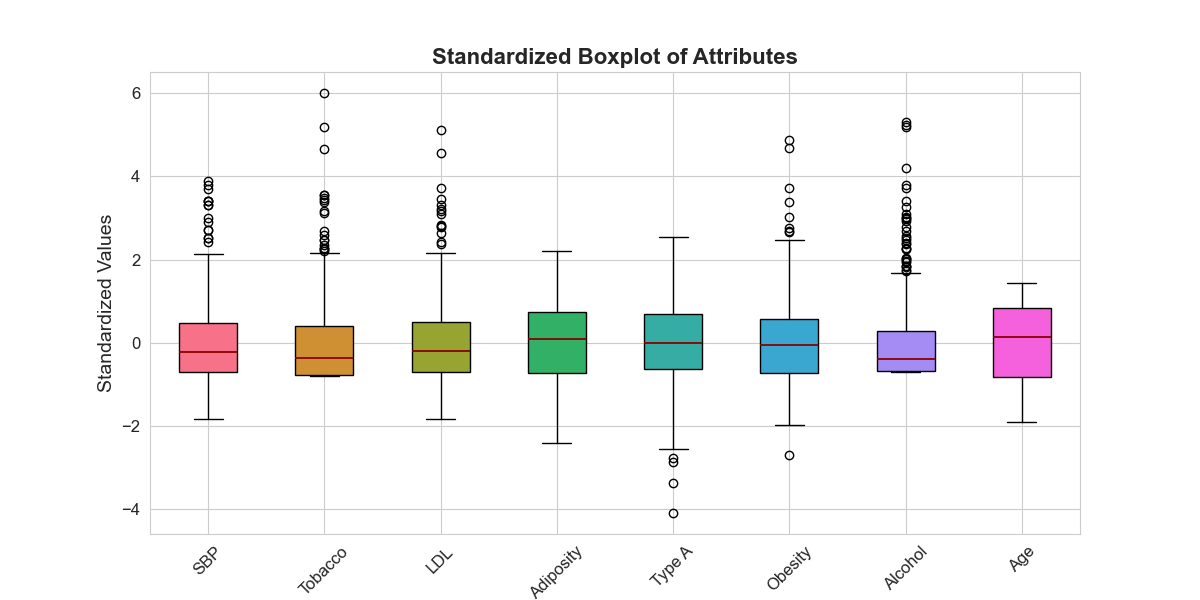 Standardized Boxplot of Attributes
Standardized Values
6
4
2
0
−2
−4
SBP
Tobacco
LDL
Adiposity
Type A
Obesity
Alcohol
Age